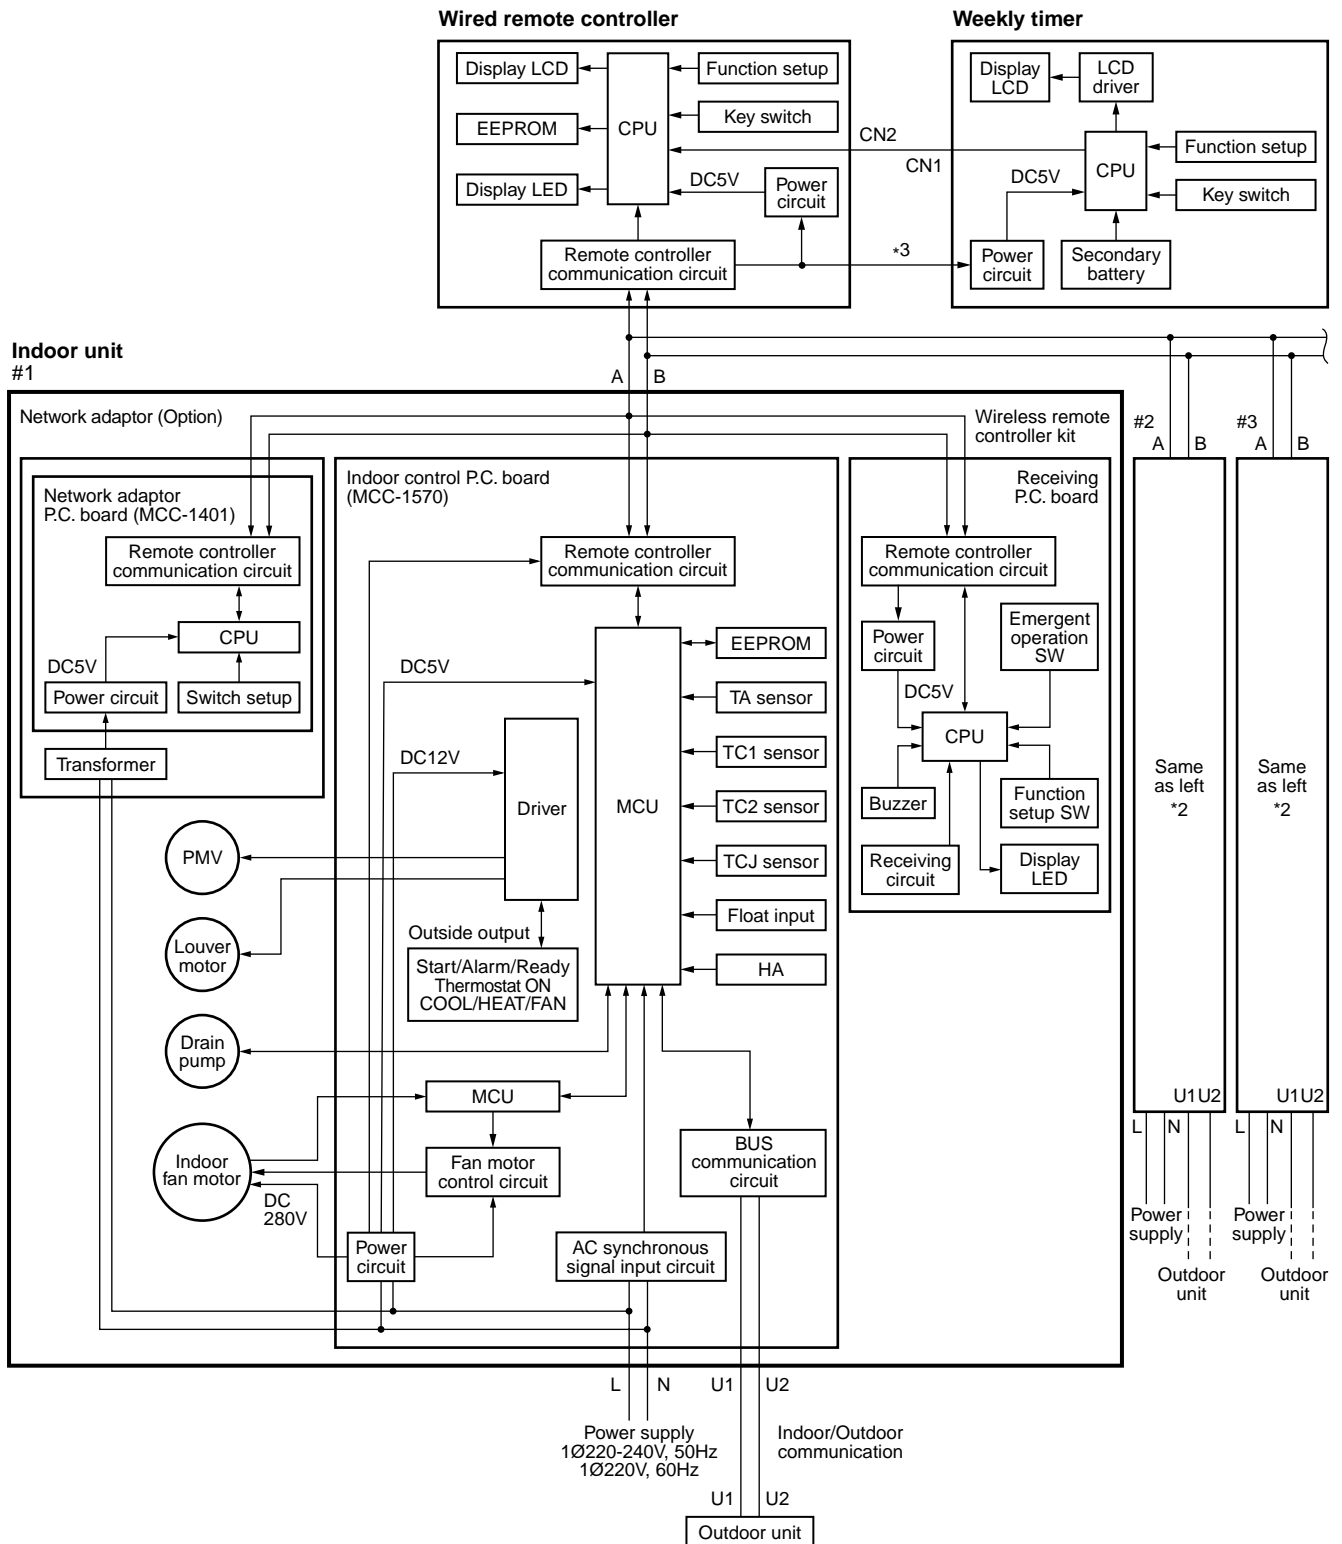 Wired remote controller
Weekly timer
Display LCD
CPU
Function setup
EEPROM
Key switch
Display LED
DC5V
Power
circuit
Remote controller
communication circuit
CN2
CN1
*3
Display
LCD
LCD
driver
CPU
Function setup
DC5V
Key switch
Power
circuit
Secondary
battery
Indoor unit
#1
A
B
Network adaptor (Option)
Wireless remote
controller kit
Network adaptor
P.C. board (MCC-1401)
Remote controller
communication circuit
CPU
DC5V
Power circuit
Switch setup
Transformer
Indoor control P.C. board
(MCC-1570)
Remote controller
communication circuit
DC5V
DC12V
Driver
MCU
EEPROM
TA sensor
TC1 sensor
TC2 sensor
TCJ sensor
Float input
HA
Outside output
Start/Alarm/Ready
Thermostat ON
COOL/HEAT/FAN
PMV
Louver
motor
Drain
pump
Indoor
fan motor
DC
280V
MCU
Fan motor
control circuit
Power
circuit
AC synchronous
signal input circuit
BUS
communication
circuit
Receiving
P.C. board
Remote controller
communication circuit
Power
circuit
Emergent
operation
SW
DC5V
CPU
Buzzer
Function
setup SW
Receiving
circuit
Display
LED
#2
A
B
Same
as left
*2
U1 U2
L
N
Power
supply
Outdoor
unit
#3
A
B
Same
as left
*2
U1 U2
L
N
Power
supply
Outdoor
unit
L
N
U1
U2
Power supply
1Ø220-240V, 50Hz
1Ø220V, 60Hz
Indoor/Outdoor
communication
U1
U2
Outdoor unit